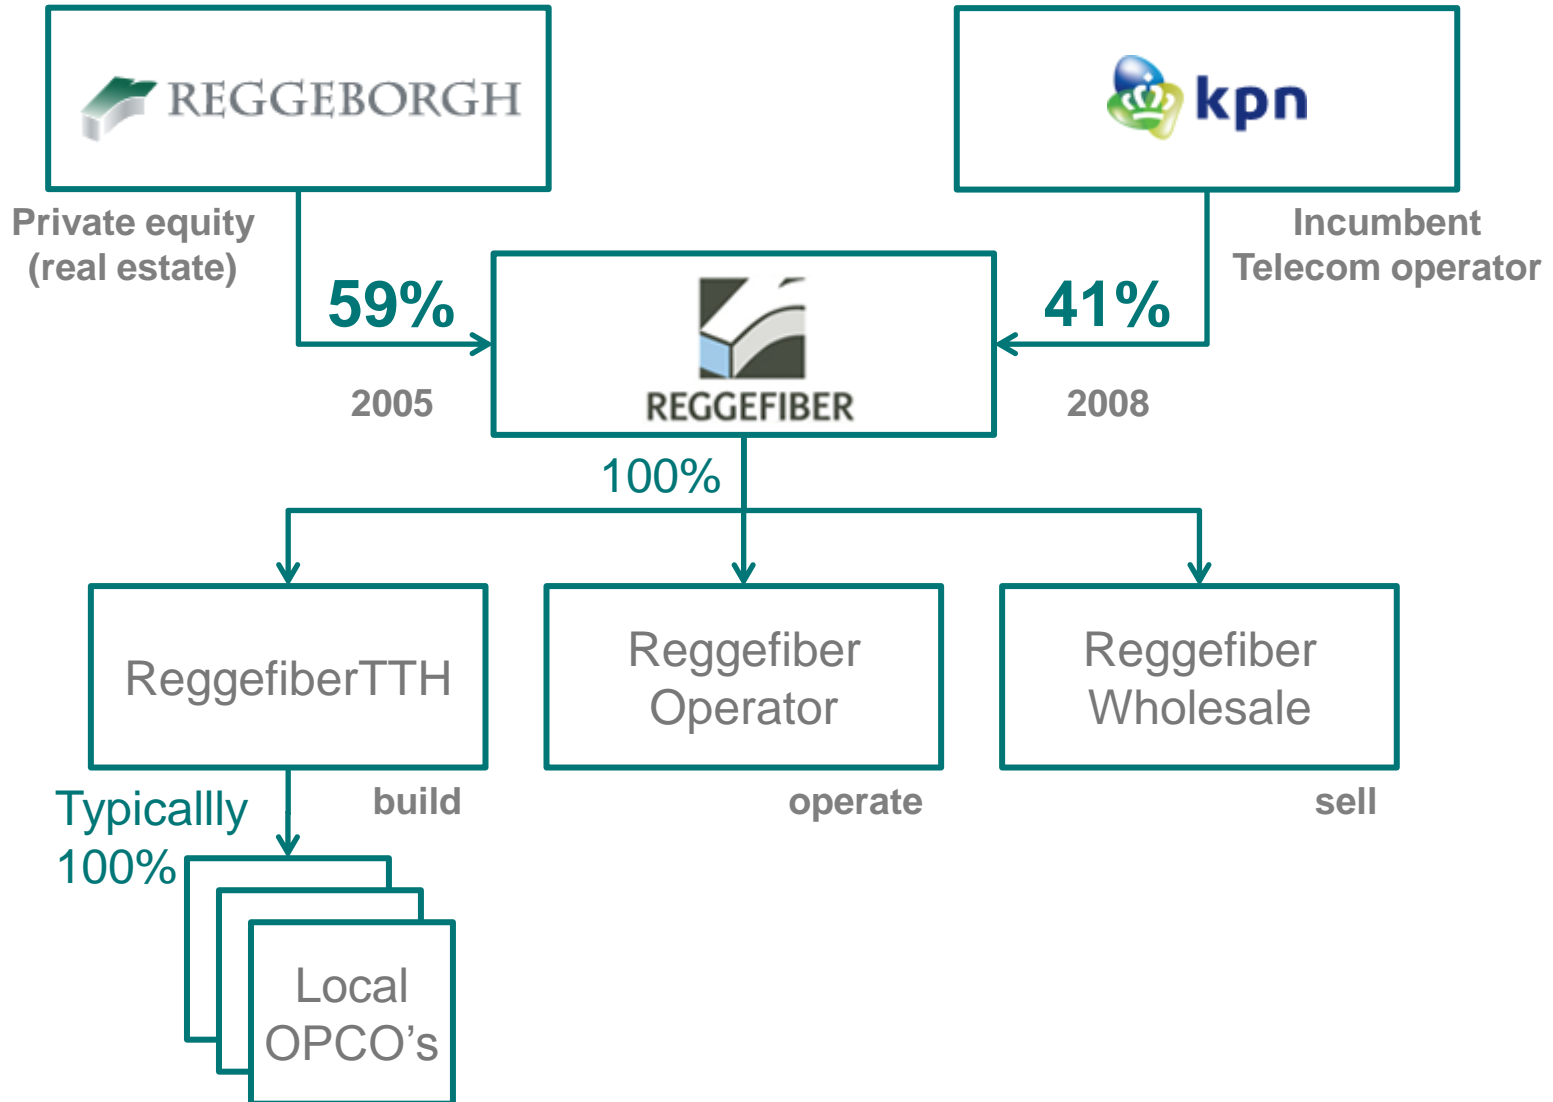 REGGEBORGH
kpn
Private equity
(real estate)
Incumbent
Telecom operator
59%
41%
2005
REGGEFIBER
2008
100%
ReggefiberTTH
Reggefiber
Operator
Reggefiber
Wholesale
build
operate
sell
Typicallly
100%
Local
OPCO’s